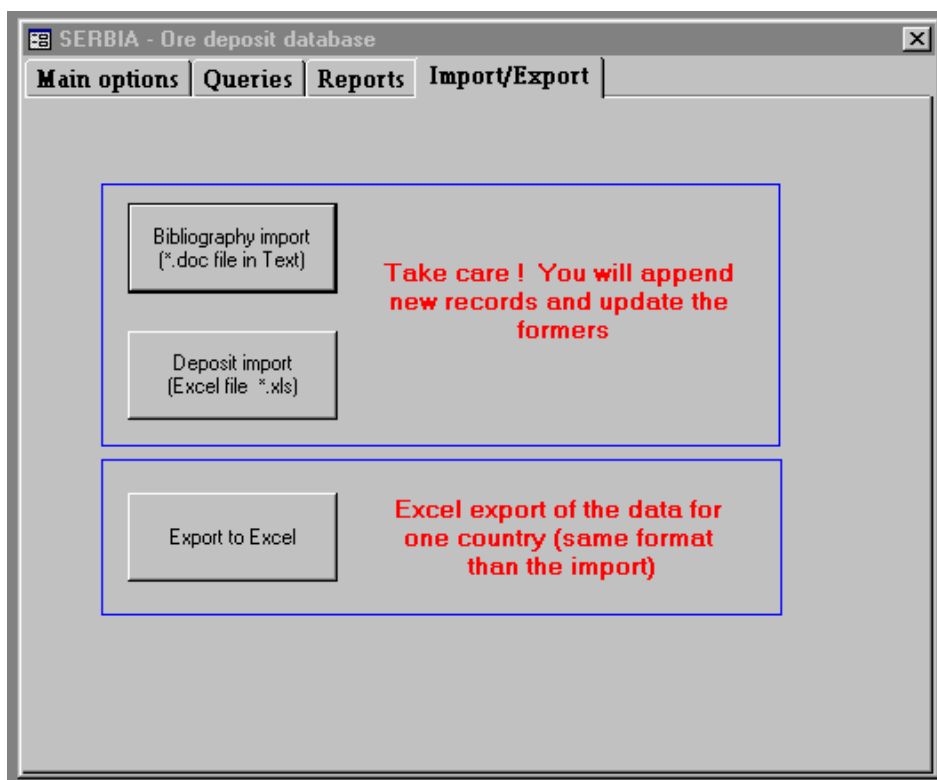 SERBIA - Ore deposit database
Main options Queries Reports Import/Export
Bibliography import
(*.doc file in Text)
Take care ! You will append
new records and update the
formers
Deposit import
(Excel file *.xls)
Export to Excel
Excel export of the data for
one country (same format
than the import)